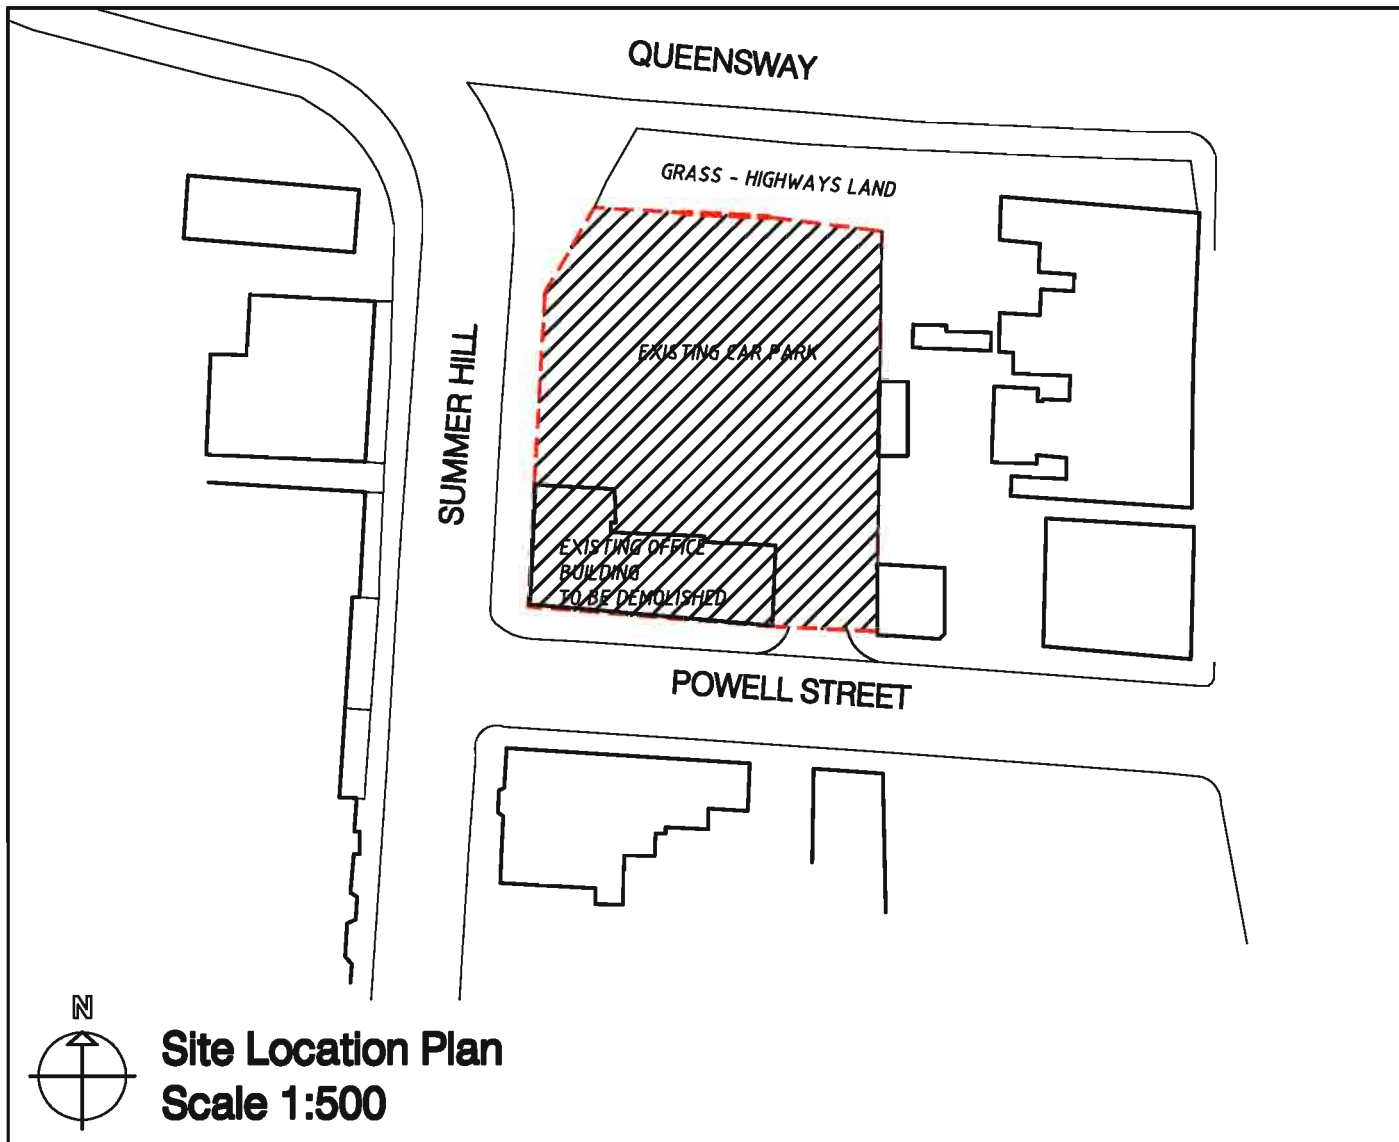 QUEENSWAY
GRASS - HIGHWAYS LAND
EXISTING CAR PARK
SUMMER HILL
EXISTING OFFICE
BUILDING
TO BE DEMOLISHED
POWELL STREET
N
Site Location Plan
Scale 1:500